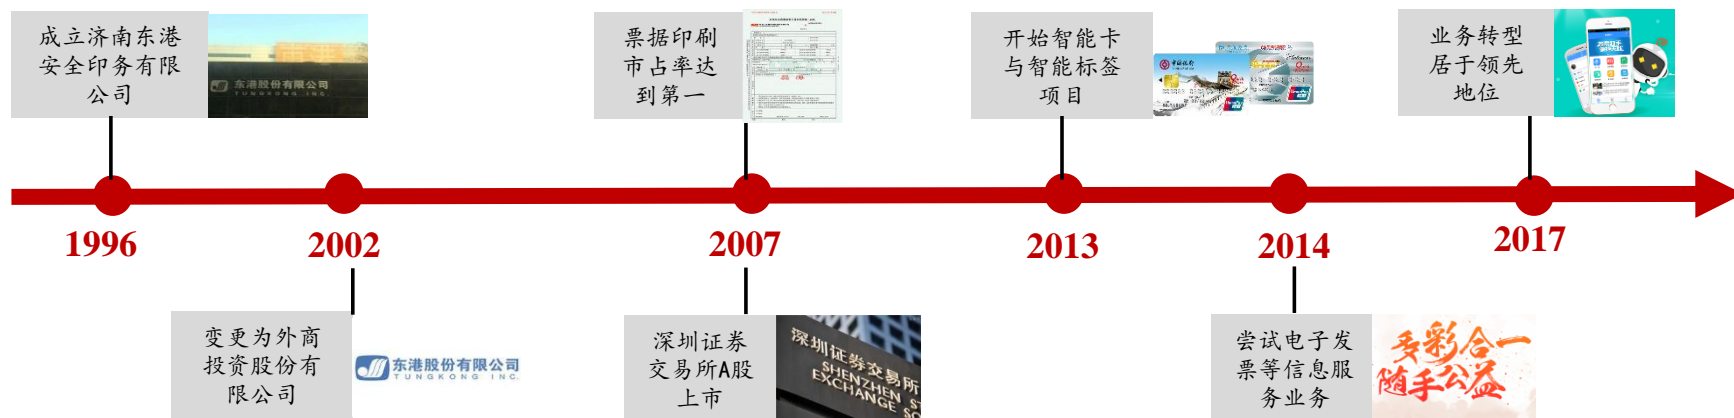 成立济南东港
安全印务有限
公司
东港股份有限公司
TUNGKONG INC.
票据印刷
市占率达
到第一
开始智能卡
与智能标签
项目
中国银行
业务转型
居于领先
地位
1996
2002
2007
2013
2014
2017
变更为外商
投资股份有
限公司
东港股份有限公司
TUNGKONG INC.
深圳证券
交易所A股
上市
深圳证券交易所
SHENZHEN
EXCHANGE
尝试电子发
票等信息服
务业务
多彩合一
随手公益